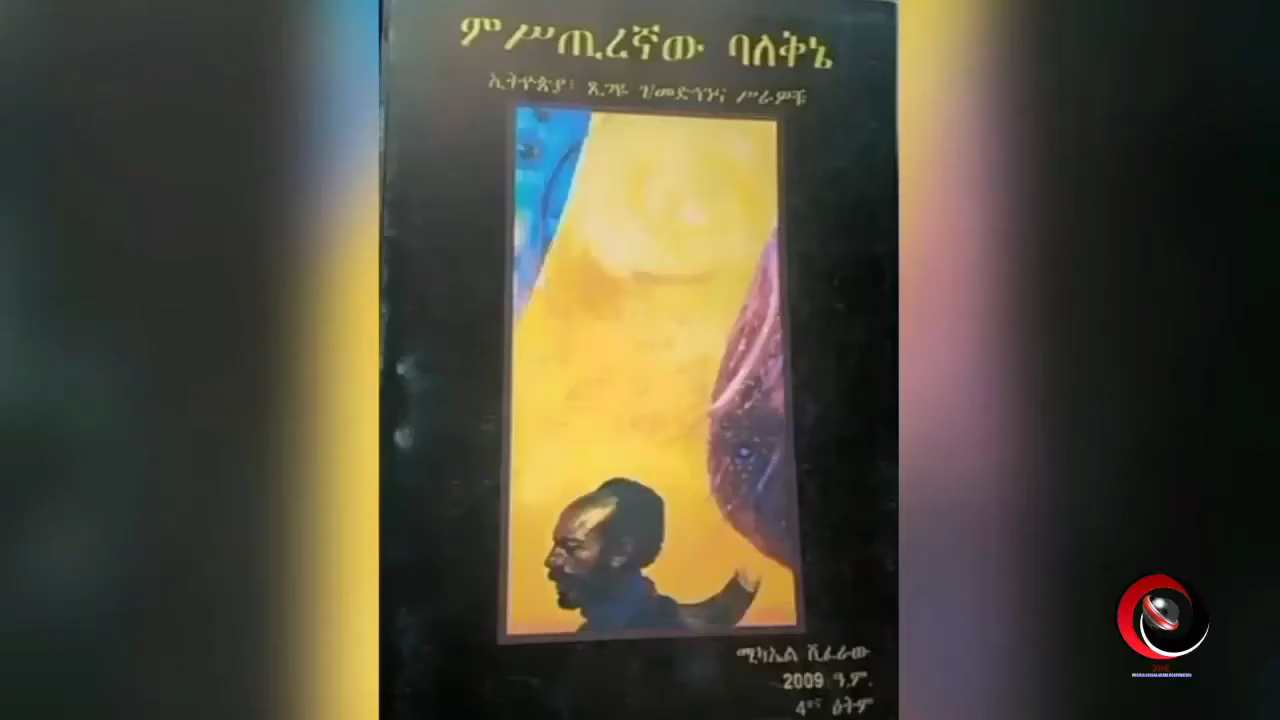 ምሥጢረኛው ባለቅኔ
ኢትዮጵያ፣ ጸጋዬ ገ/መድኅንና ሥራዎቹ
ሚካኤል ሺፈራው
2009 ዓ.ም.
4ኛ ዕትም